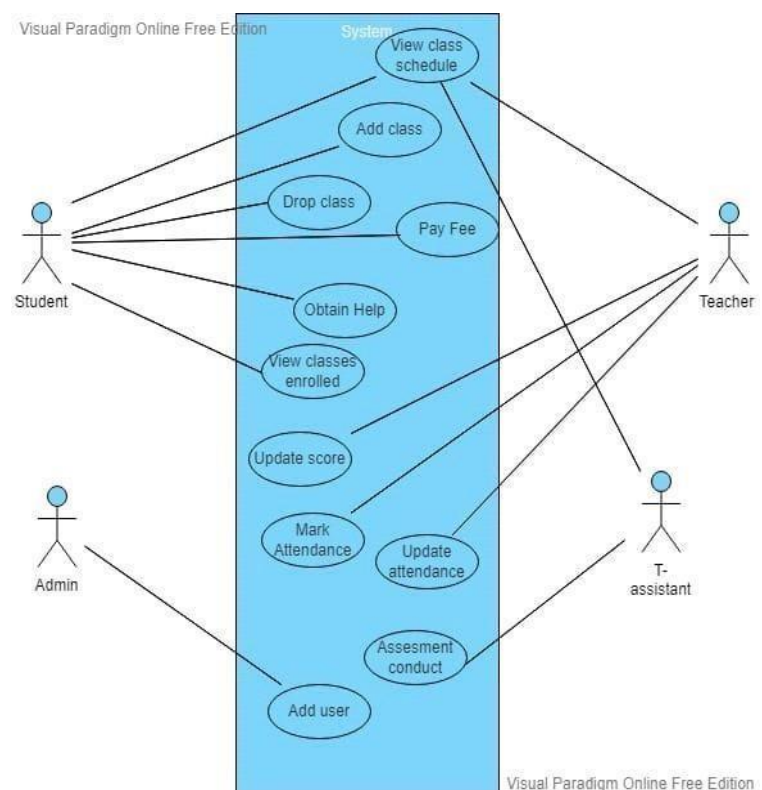 Visual Paradigm Online Free Edition
System
View class
schedule
Add class
Drop class
Pay Fee
Student
Teacher
Obtain Help
View classes
enrolled
Update score
Mark
Attendance
Update
attendance
Admin
T-
assistant
Assesment
conduct
Add user
Visual Paradigm Online Free Edition